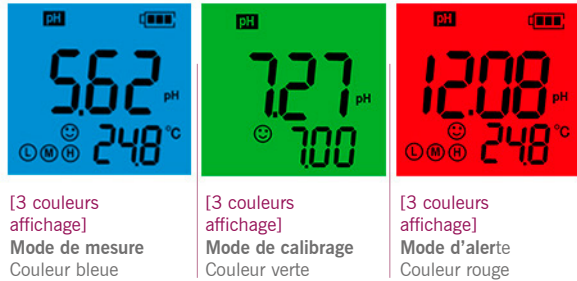 pH
5.62 pH
L M H 24.8 °C
[3 couleurs
affichage]
Mode de mesure
Couleur bleue
pH
7.27 pH
7.00
[3 couleurs
affichage]
Mode de calibrage
Couleur verte
pH
12.08 pH
L M H 24.8 °C
[3 couleurs
affichage]
Mode d'alerte
Couleur rouge